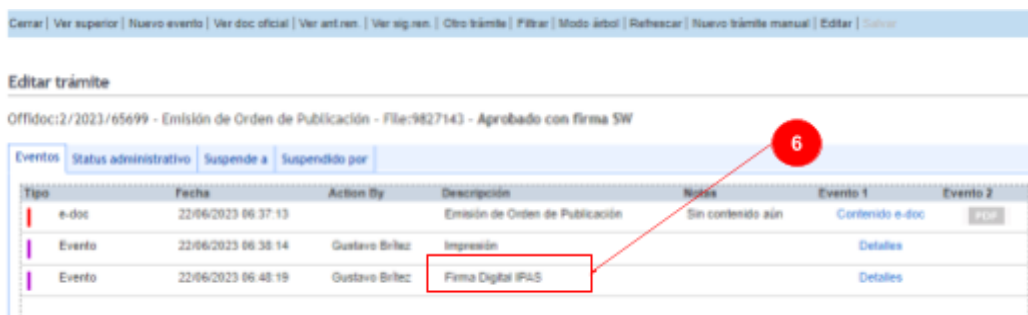 Cerrar | Ver superior | Nuevo evento | Ver doc oficial | Ver ant.ren. | Ver sig.ren. | Otro trámite | Filtrar | Modo árbol | Refrescar | Nuevo trámite manual | Editar | Salvar
Editar trámite
Offidoc:2/2023/65699 - Emisión de Orden de Publicación - File:9827143 - Aprobado con firma SW
6
Eventos Status administrativo Suspende a Suspendido por
Tipo Fecha Action By Descripción Notas Evento 1 Evento 2
e-doc 22/06/2023 06:37:13 Emisión de Orden de Publicación Sin contenido aún Contenido e-doc PDF
Evento 22/06/2023 06:38:14 Gustavo Brítez Impresión Detalles
Evento 22/06/2023 06:48:19 Gustavo Brítez Firma Digital IPAS Detalles